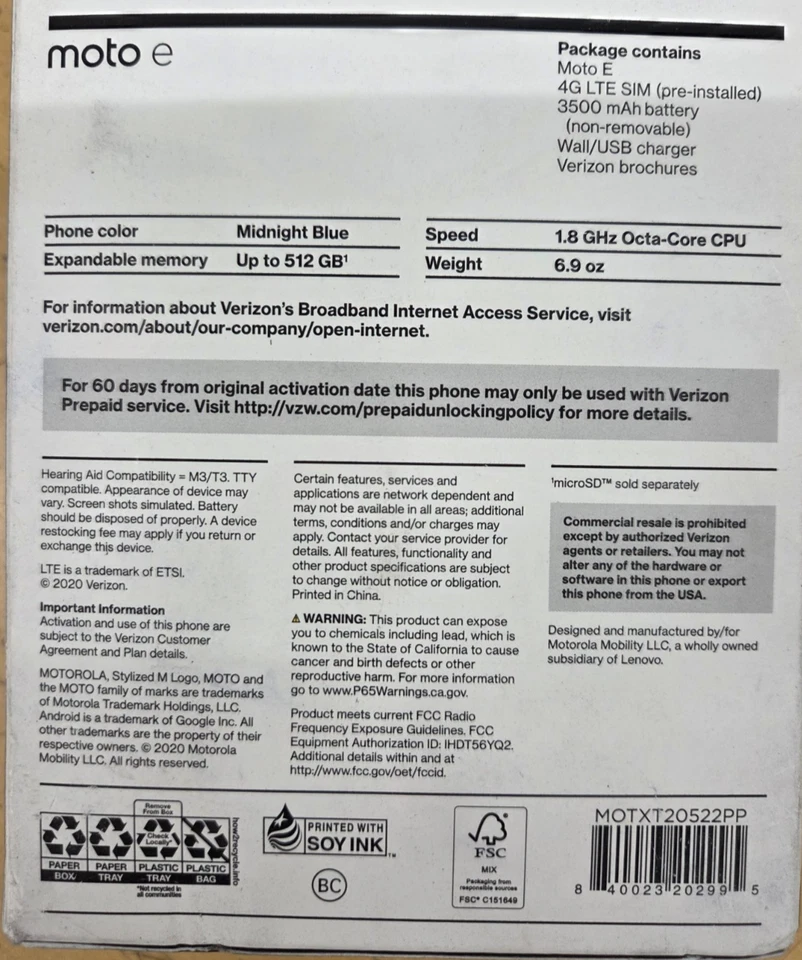 moto e
Package contains
Moto E
4G LTE SIM (pre-installed)
3500 mAh battery
(non-removable)
Wall/USB charger
Verizon brochures
Phone color Midnight Blue
Expandable memory Up to 512 GB¹
Speed 1.8 GHz Octa-Core CPU
Weight 6.9 oz
For information about Verizon's Broadband Internet Access Service, visit
verizon.com/about/our-company/open-internet.
For 60 days from original activation date this phone may only be used with Verizon
Prepaid service. Visit http://vzw.com/prepaidunlockingpolicy for more details.
Hearing Aid Compatibility = M3/T3. TTY
compatible. Appearance of device may
vary. Screen shots simulated. Battery
should be disposed of properly. A device
restocking fee may apply if you return or
exchange this device.
LTE is a trademark of ETSI.
© 2020 Verizon.
Important Information
Activation and use of this phone are
subject to the Verizon Customer
Agreement and Plan details.
MOTOROLA, Stylized M Logo, MOTO and
the MOTO family of marks are trademarks
of Motorola Trademark Holdings, LLC.
Android is a trademark of Google Inc. All
other trademarks are the property of their
respective owners. © 2020 Motorola
Mobility LLC. All rights reserved.
Certain features, services and
applications are network dependent and
may not be available in all areas; additional
terms, conditions and/or charges may
apply. Contact your service provider for
details. All features, functionality and
other product specifications are subject
to change without notice or obligation.
Printed in China.
⚠ WARNING: This product can expose
you to chemicals including lead, which is
known to the State of California to cause
cancer and birth defects or other
reproductive harm. For more information
go to www.P65Warnings.ca.gov.
Product meets current FCC Radio
Frequency Exposure Guidelines. FCC
Equipment Authorization ID: IHDT56YQ2.
Additional details within and at
http://www.fcc.gov/oet/fccid.
¹microSD™ sold separately
Commercial resale is prohibited
except by authorized Verizon
agents or retailers. You may not
alter any of the hardware or
software in this phone or export
this phone from the USA.
Designed and manufactured by/for
Motorola Mobility LLC, a wholly owned
subsidiary of Lenovo.
Remove
From Box
Check
Locally*
PAPER PAPER PLASTIC PLASTIC
BOX TRAY TRAY BAG
*Not recycled in
all communities
how2recycle.info
PRINTED WITH
SOY INK™
BC
FSC
MIX
Packaging from
responsible sources
FSC® C151649
MOTXT20522PP
8 40023 20299 5